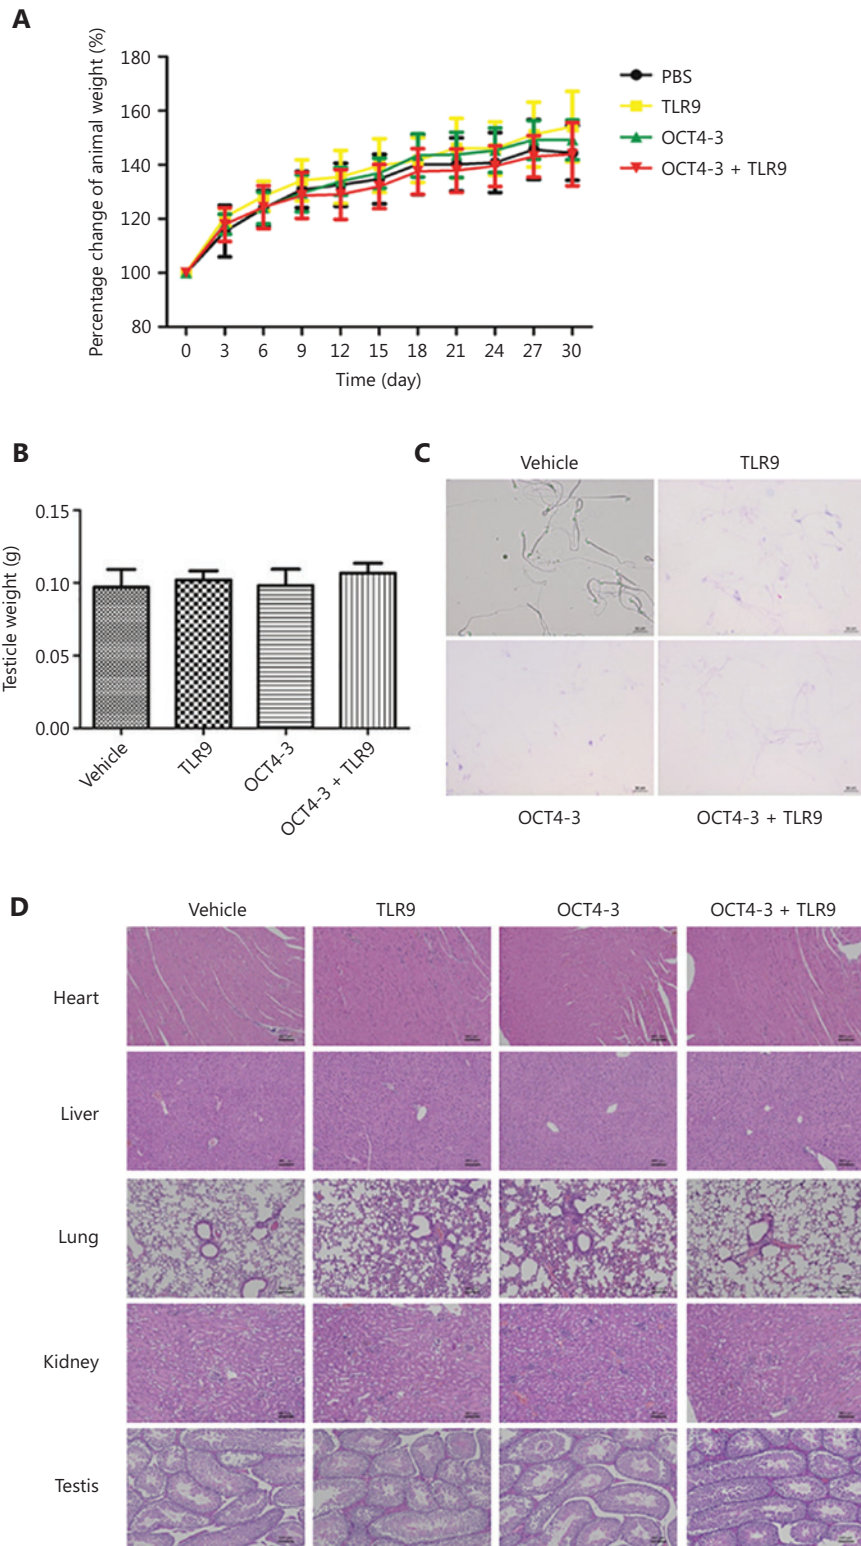 A
Percentage change of animal weight (%)
180
160
140
120
100
80
0 3 6 9 12 15 18 21 24 27 30
Time (day)
PBS
TLR9
OCT4-3
OCT4-3 + TLR9
B
Testicle weight (g)
0.15
0.10
0.05
0.00
Vehicle
TLR9
OCT4-3
OCT4-3 + TLR9
C
Vehicle TLR9
OCT4-3 OCT4-3 + TLR9
D
Vehicle TLR9 OCT4-3 OCT4-3 + TLR9
Heart
Liver
Lung
Kidney
Testis